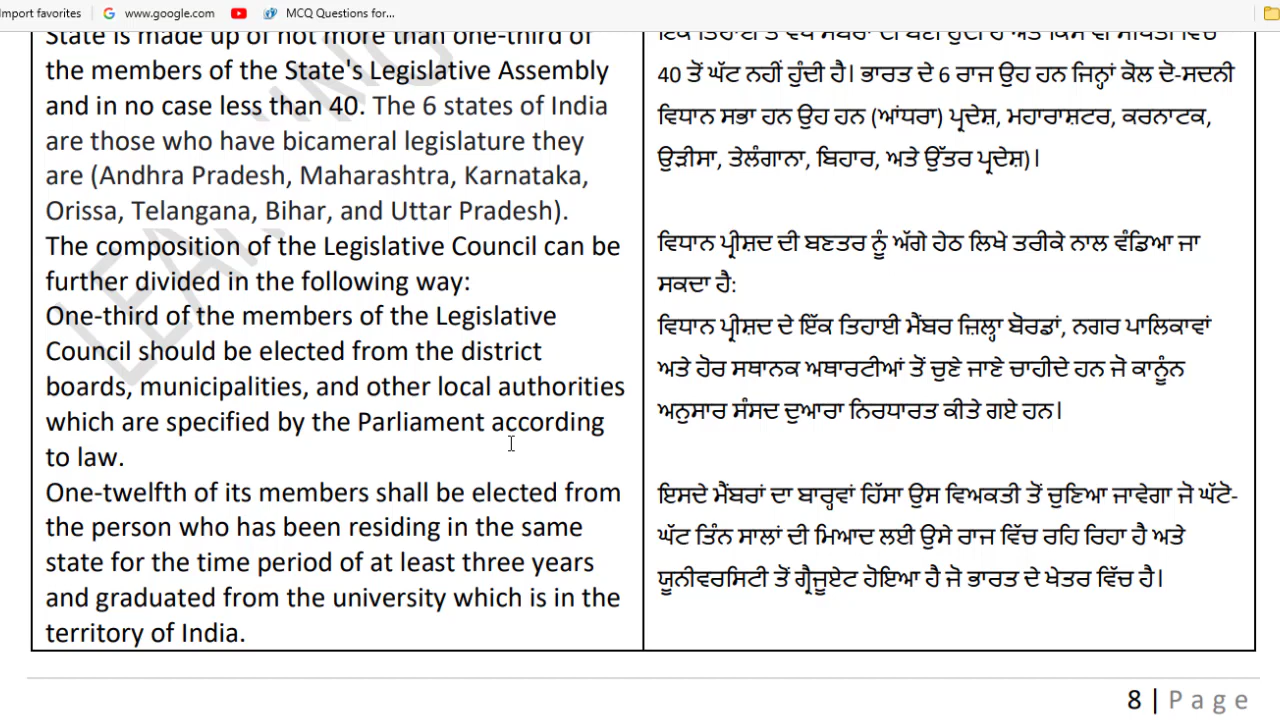 Import favorites
www.google.com
MCQ Questions for...
State is made up of not more than one-third of
the members of the State's Legislative Assembly
and in no case less than 40. The 6 states of India
are those who have bicameral legislature they
are (Andhra Pradesh, Maharashtra, Karnataka,
Orissa, Telangana, Bihar, and Uttar Pradesh).
The composition of the Legislative Council can be
further divided in the following way:
One-third of the members of the Legislative
Council should be elected from the district
boards, municipalities, and other local authorities
which are specified by the Parliament according
to law.
One-twelfth of its members shall be elected from
the person who has been residing in the same
state for the time period of at least three years
and graduated from the university which is in the
territory of India.
40 ਤੋਂ ਘੱਟ ਨਹੀਂ ਹੁੰਦੀ ਹੈ। ਭਾਰਤ ਦੇ 6 ਰਾਜ ਉਹ ਹਨ ਜਿਨ੍ਹਾਂ ਕੋਲ ਦੋ-ਸਦਨੀ
ਵਿਧਾਨ ਸਭਾ ਹਨ ਉਹ ਹਨ (ਆਂਧਰਾ) ਪ੍ਰਦੇਸ਼, ਮਹਾਰਾਸ਼ਟਰ, ਕਰਨਾਟਕ,
ਉੜੀਸਾ, ਤੇਲੰਗਾਨਾ, ਬਿਹਾਰ, ਅਤੇ ਉੱਤਰ ਪ੍ਰਦੇਸ਼)।
ਵਿਧਾਨ ਪ੍ਰੀਸ਼ਦ ਦੀ ਬਣਤਰ ਨੂੰ ਅੱਗੇ ਹੇਠ ਲਿਖੇ ਤਰੀਕੇ ਨਾਲ ਵੰਡਿਆ ਜਾ
ਸਕਦਾ ਹੈ:
ਵਿਧਾਨ ਪ੍ਰੀਸ਼ਦ ਦੇ ਇੱਕ ਤਿਹਾਈ ਮੈਂਬਰ ਜ਼ਿਲ੍ਹਾ ਬੋਰਡਾਂ, ਨਗਰ ਪਾਲਿਕਾਵਾਂ
ਅਤੇ ਹੋਰ ਸਥਾਨਕ ਅਥਾਰਟੀਆਂ ਤੋਂ ਚੁਣੇ ਜਾਣੇ ਚਾਹੀਦੇ ਹਨ ਜੋ ਕਾਨੂੰਨ
ਅਨੁਸਾਰ ਸੰਸਦ ਦੁਆਰਾ ਨਿਰਧਾਰਤ ਕੀਤੇ ਗਏ ਹਨ।
ਇਸਦੇ ਮੈਂਬਰਾਂ ਦਾ ਬਾਰ੍ਹਵਾਂ ਹਿੱਸਾ ਉਸ ਵਿਅਕਤੀ ਤੋਂ ਚੁਣਿਆ ਜਾਵੇਗਾ ਜੋ ਘੱਟੋ-
ਘੱਟ ਤਿੰਨ ਸਾਲਾਂ ਦੀ ਮਿਆਦ ਲਈ ਉਸੇ ਰਾਜ ਵਿੱਚ ਰਹਿ ਰਿਹਾ ਹੈ ਅਤੇ
ਯੂਨੀਵਰਸਿਟੀ ਤੋਂ ਗ੍ਰੈਜੂਏਟ ਹੋਇਆ ਹੈ ਜੋ ਭਾਰਤ ਦੇ ਖੇਤਰ ਵਿੱਚ ਹੈ।
8 | Page